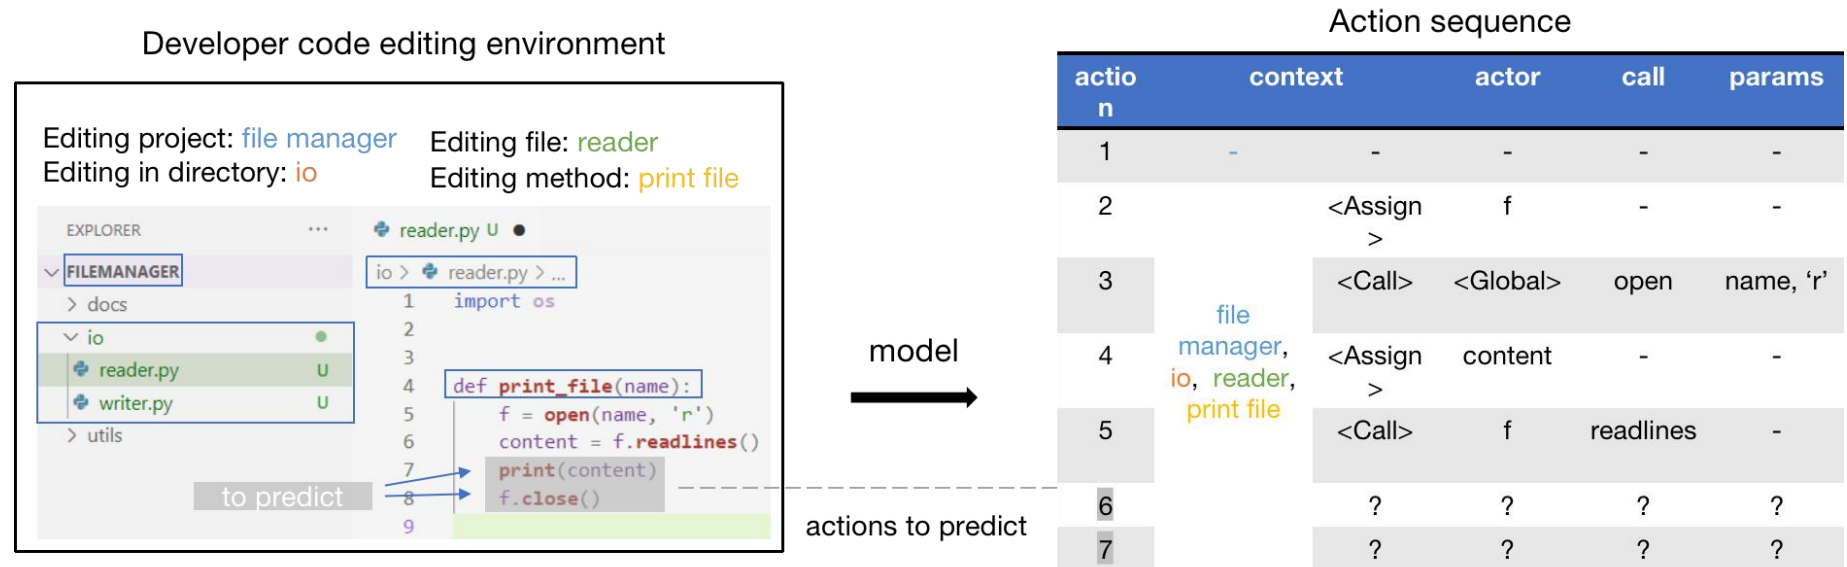 Developer code editing environment
Editing project: file manager
Editing in directory: io
Editing file: reader
Editing method: print file
EXPLORER ...
FILEMANAGER
docs
io
reader.py U
writer.py U
utils
reader.py U
io > reader.py > ...
1 import os
2
3
4 def print_file(name):
5 f = open(name, 'r')
6 content = f.readlines()
7 print(content)
8 f.close()
9
to predict
model
actions to predict
Action sequence
actio
n
context actor call params
1 - - - - -
2 <Assign
> f - -
3 <Call> <Global> open name, ‘r’
file
manager,
io, reader,
print file
4 <Assign
> content - -
5 <Call> f readlines -
6 ? ? ? ?
7 ? ? ? ?